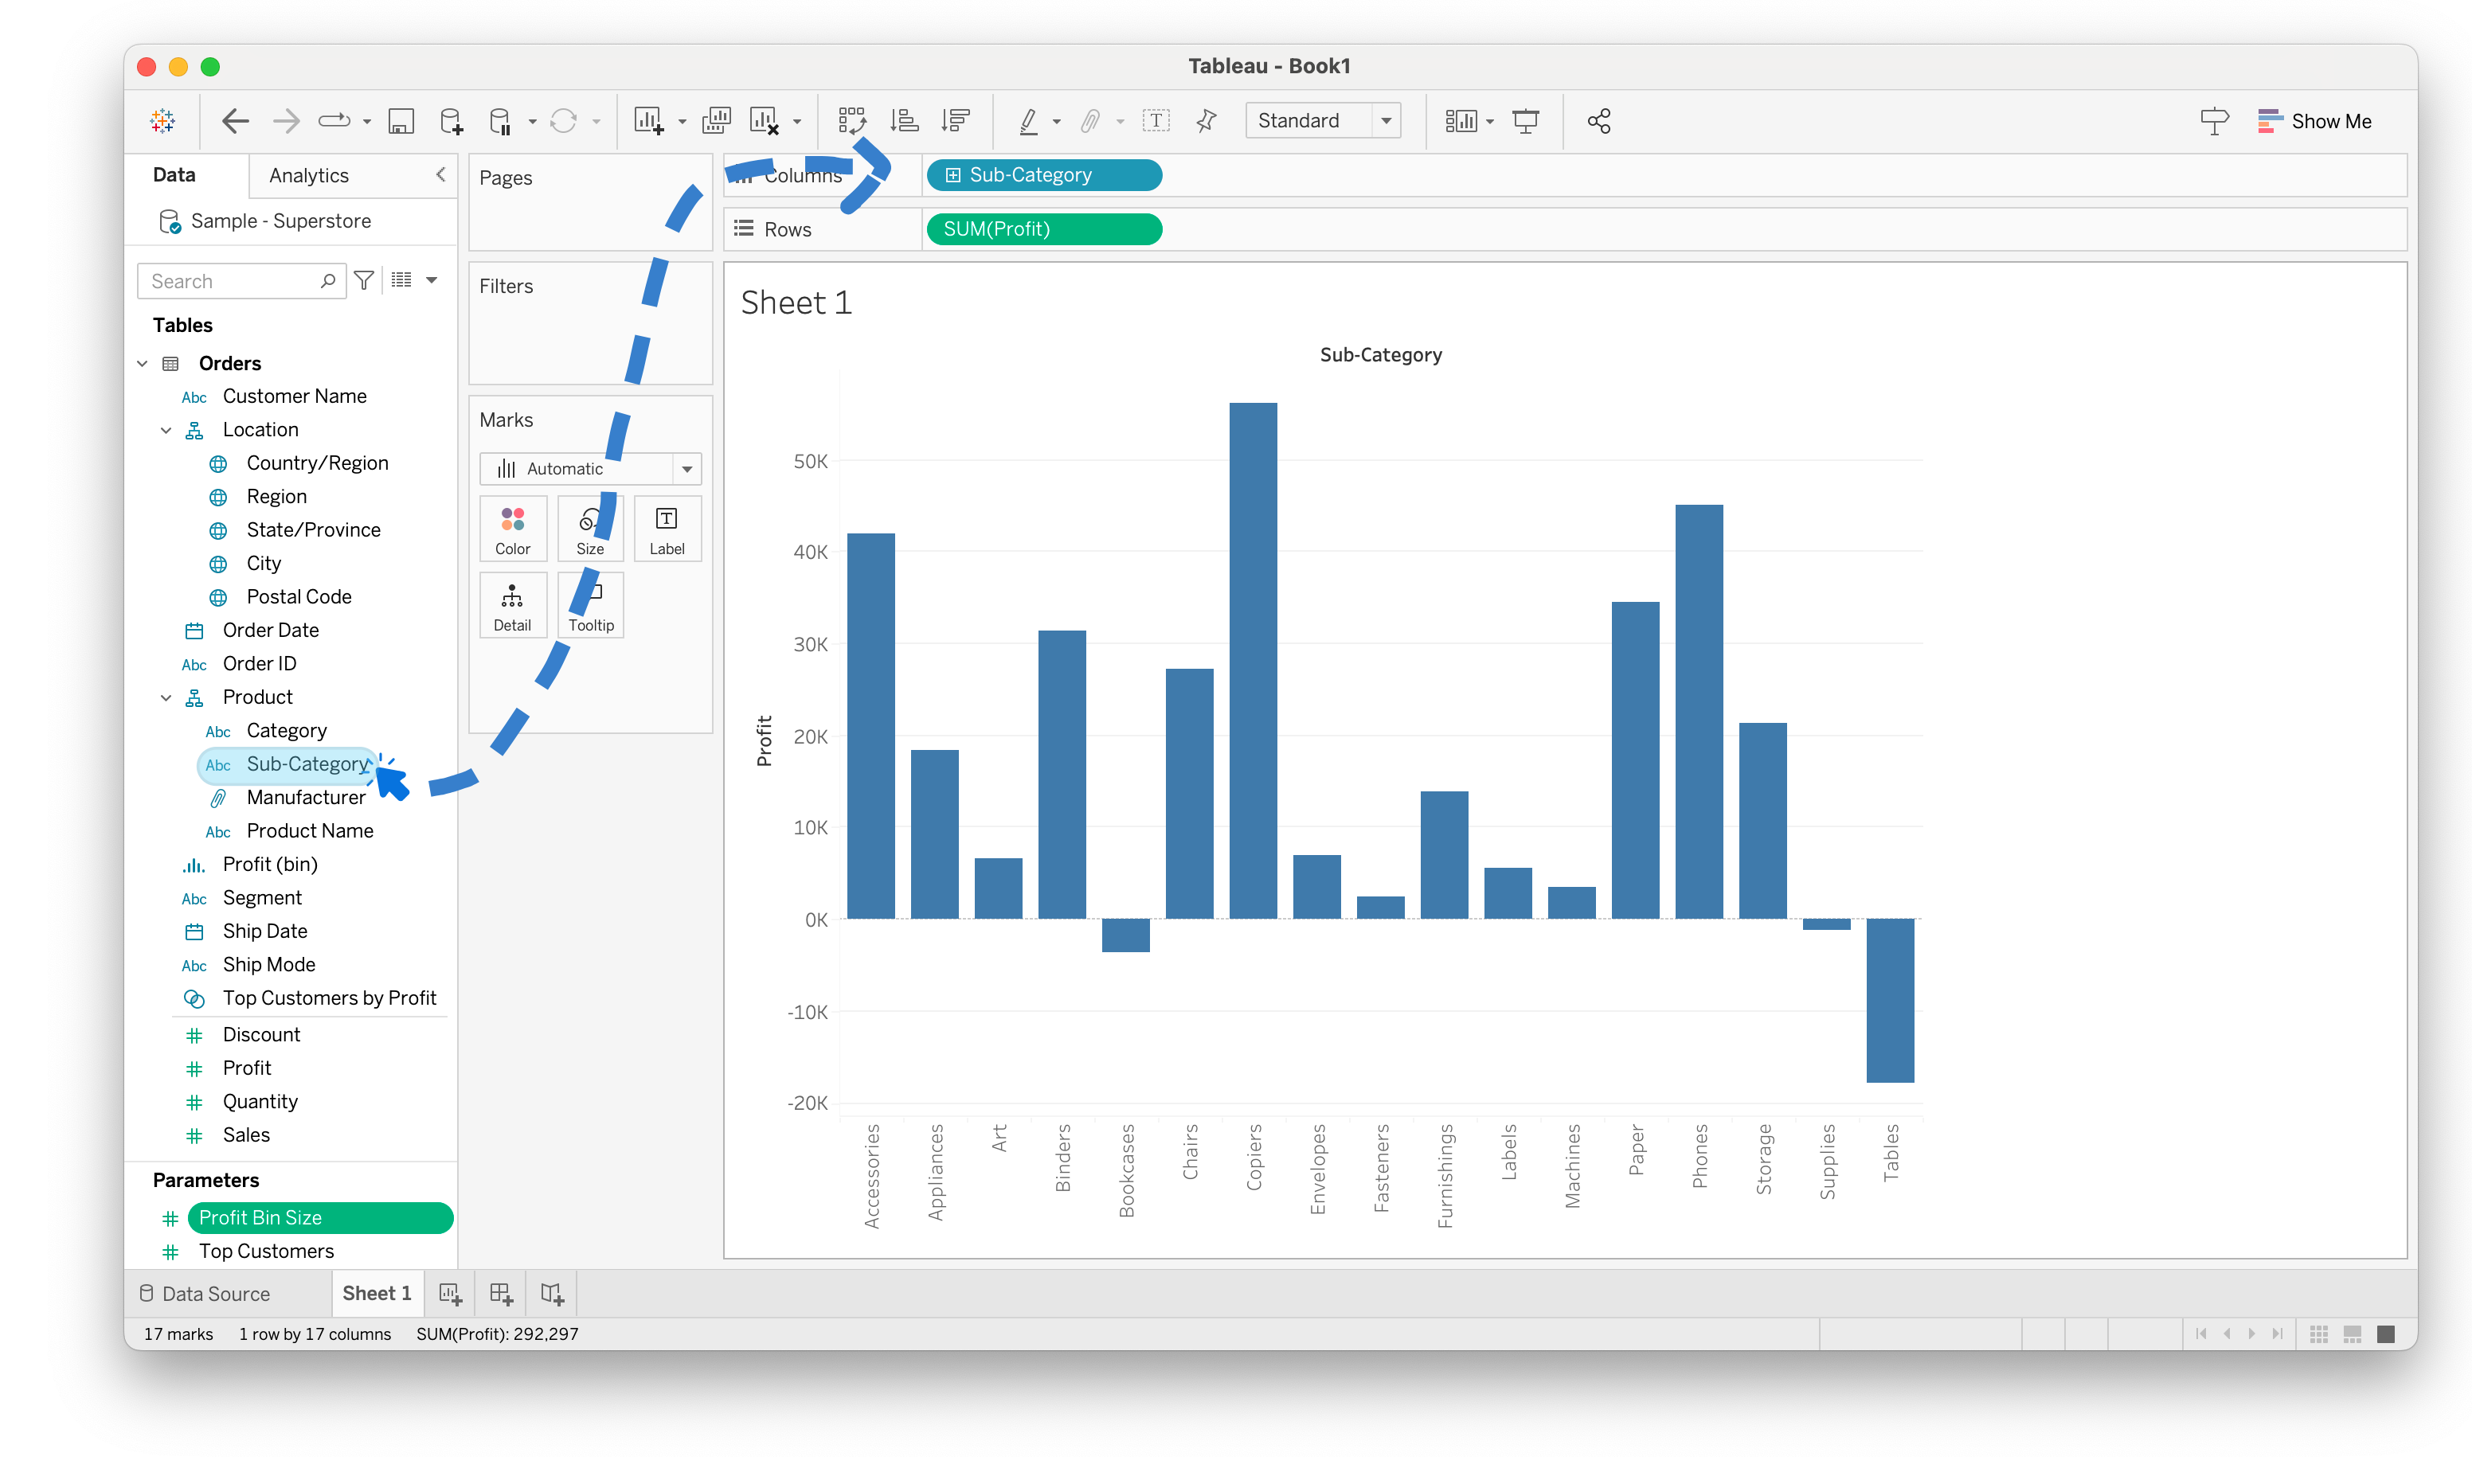 Tableau - Book1
Standard
Show Me
Data
Analytics
Sample - Superstore
Search
Tables
Orders
Abc Customer Name
Location
Country/Region
Region
State/Province
City
Postal Code
Order Date
Abc Order ID
Product
Abc Category
Abc Sub-Category
Manufacturer
Abc Product Name
Profit (bin)
Abc Segment
Ship Date
Abc Ship Mode
Top Customers by Profit
Discount
Profit
Quantity
Sales
Parameters
Profit Bin Size
Top Customers
Pages
Filters
Marks
Automatic
Color
Size
Label
Detail
Tooltip
Columns
Sub-Category
Rows
SUM(Profit)
Sheet 1
Sub-Category
Profit
50K
40K
30K
20K
10K
0K
-10K
-20K
Accessories
Appliances
Art
Binders
Bookcases
Chairs
Copiers
Envelopes
Fasteners
Furnishings
Labels
Machines
Paper
Phones
Storage
Supplies
Tables
Data Source
Sheet 1
17 marks
1 row by 17 columns
SUM(Profit): 292,297